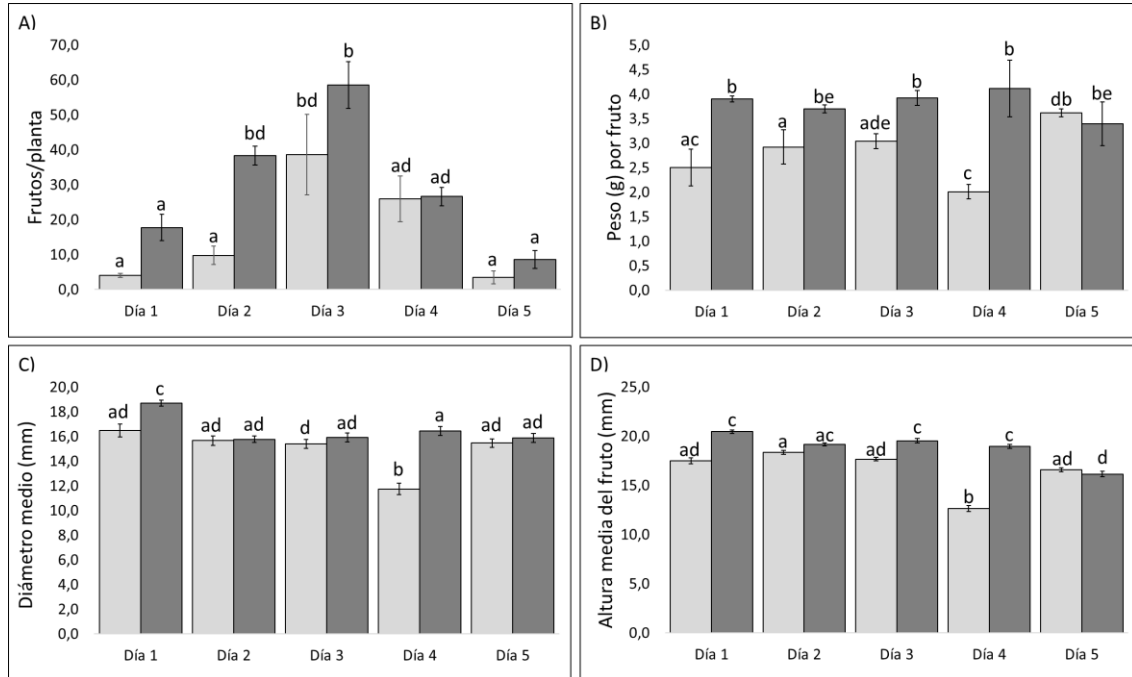 A)
Frutos/planta
70,0
60,0
50,0
40,0
30,0
20,0
10,0
0,0
a
a
a
bd
bd
b
ad
ad
a
a
Día 1
Día 2
Día 3
Día 4
Día 5
B)
Peso (g) por fruto
5,0
4,5
4,0
3,5
3,0
2,5
2,0
1,5
1,0
0,5
0,0
ac
b
a
be
ade
b
c
b
db
be
Día 1
Día 2
Día 3
Día 4
Día 5
C)
Diámetro medio (mm)
20,0
18,0
16,0
14,0
12,0
10,0
8,0
6,0
4,0
2,0
0,0
ad
c
ad
ad
d
ad
b
a
ad
ad
Día 1
Día 2
Día 3
Día 4
Día 5
D)
Altura media del fruto (mm)
25,0
20,0
15,0
10,0
5,0
0,0
ad
c
a
ac
ad
c
b
c
ad
d
Día 1
Día 2
Día 3
Día 4
Día 5